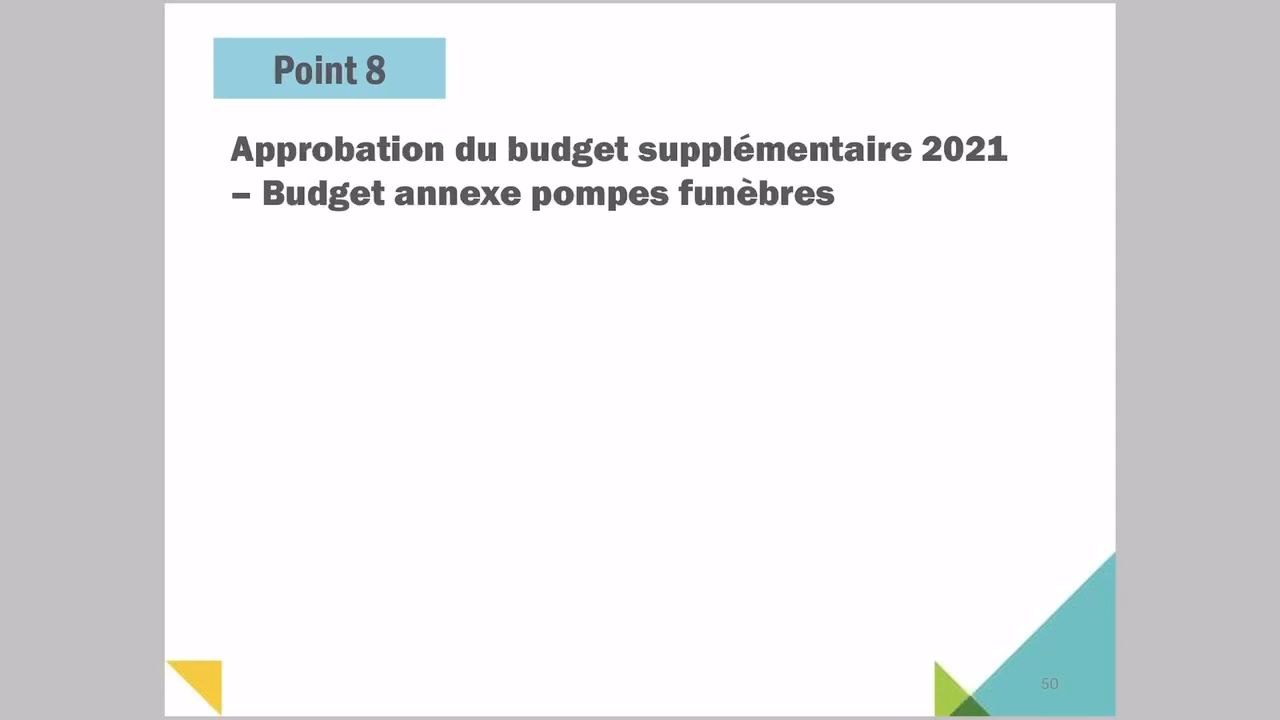 Point 8
Approbation du budget supplémentaire 2021
– Budget annexe pompes funèbres
50